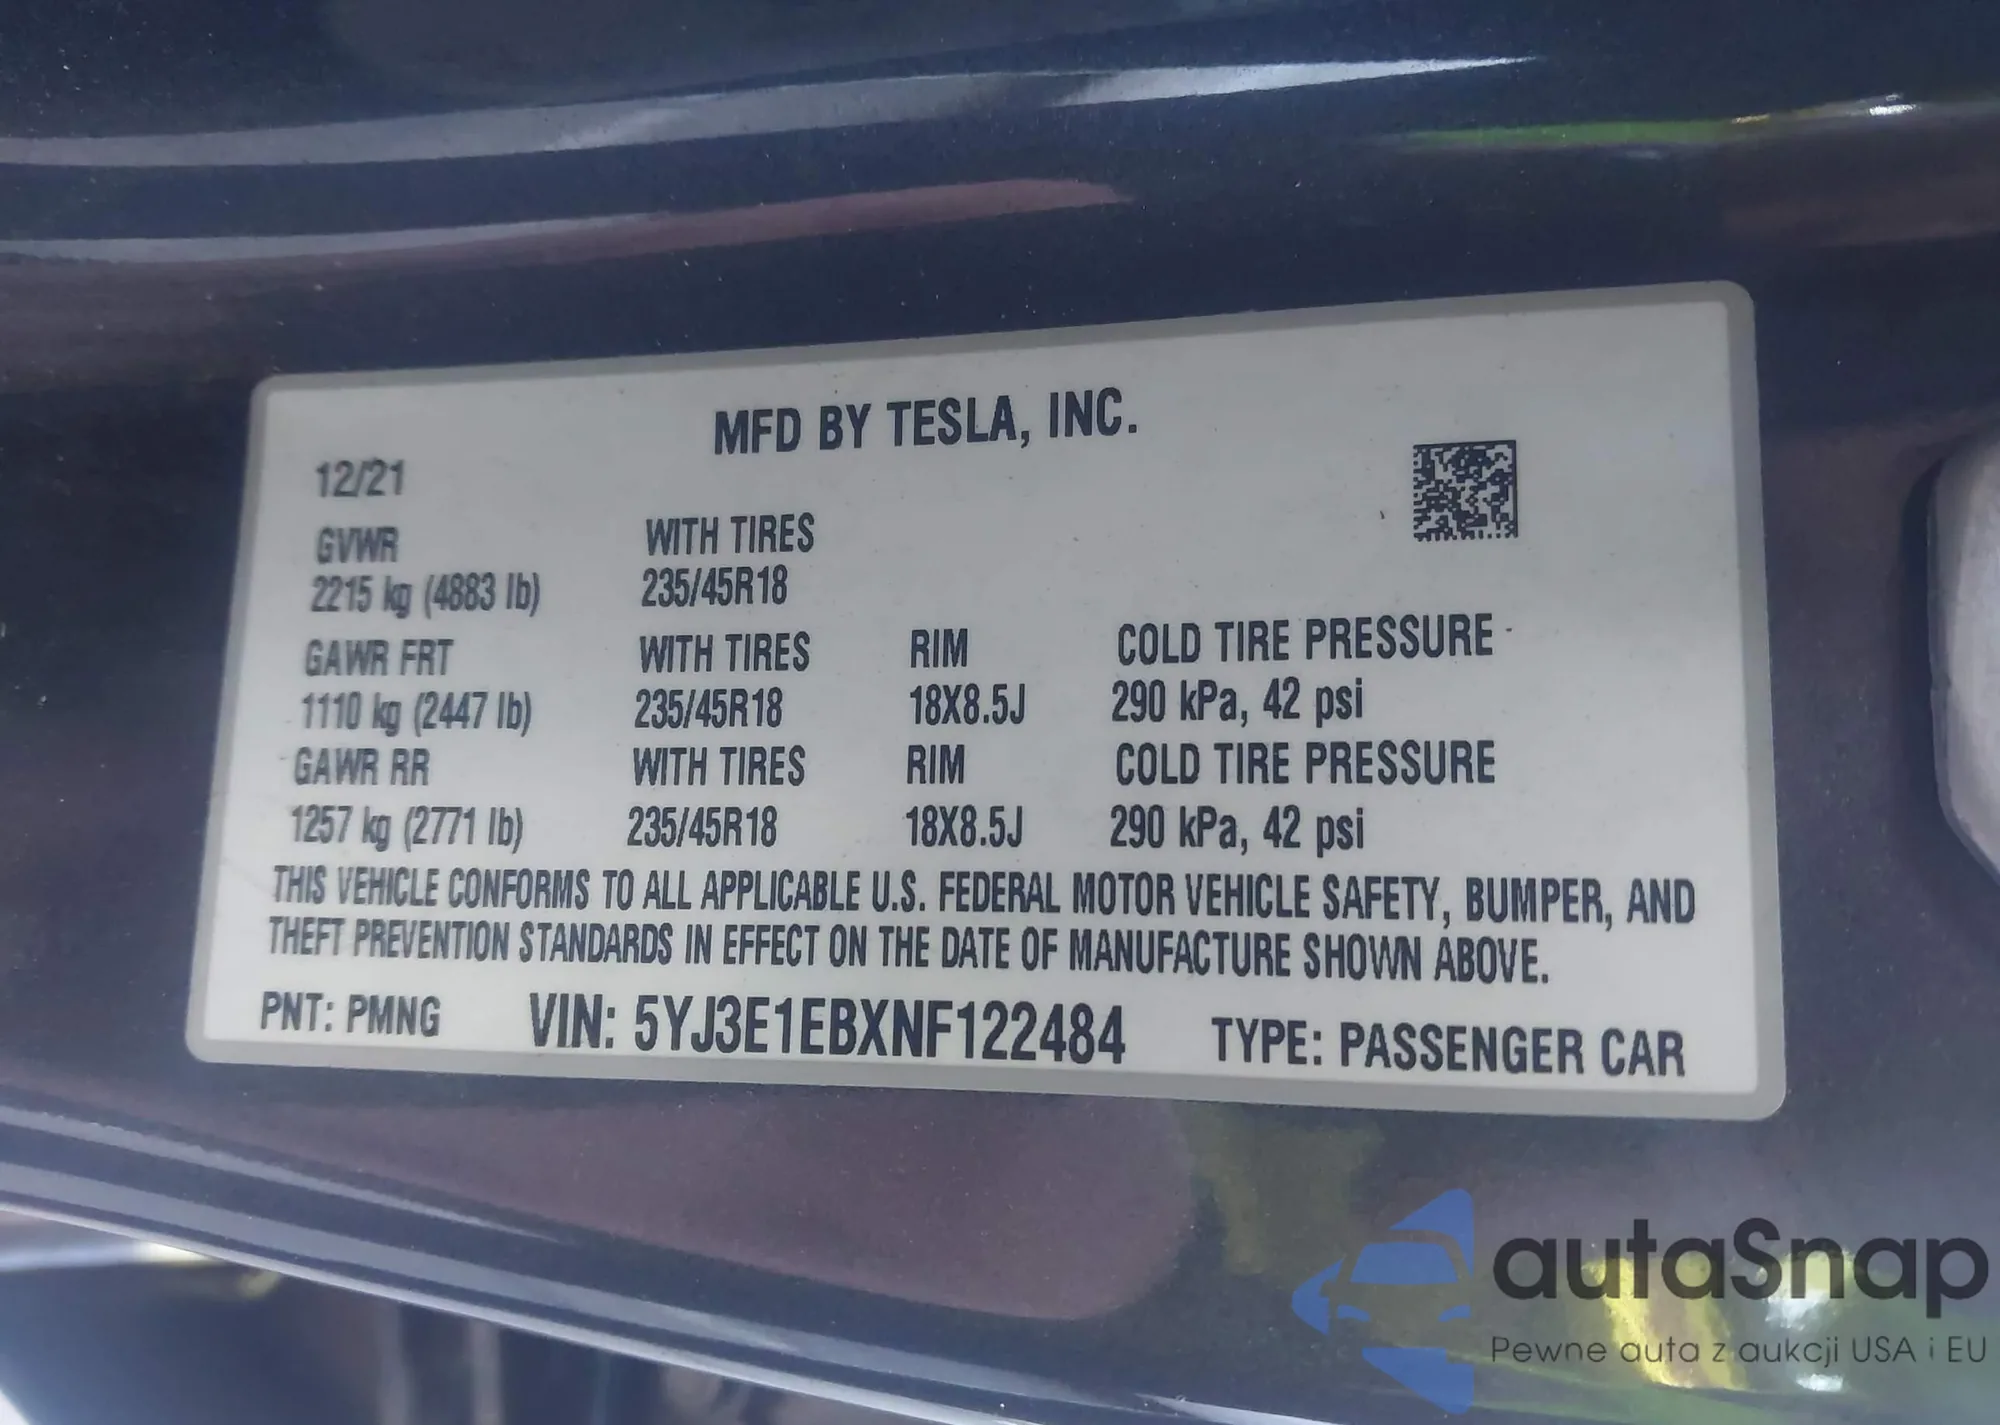 MFD BY TESLA, INC.
12/21
GVWR WITH TIRES
2215 kg (4883 lb) 235/45R18
GAWR FRT WITH TIRES RIM COLD TIRE PRESSURE
1110 kg (2447 lb) 235/45R18 18X8.5J 290 kPa, 42 psi
GAWR RR WITH TIRES RIM COLD TIRE PRESSURE
1257 kg (2771 lb) 235/45R18 18X8.5J 290 kPa, 42 psi
THIS VEHICLE CONFORMS TO ALL APPLICABLE U.S. FEDERAL MOTOR VEHICLE SAFETY, BUMPER, AND
THEFT PREVENTION STANDARDS IN EFFECT ON THE DATE OF MANUFACTURE SHOWN ABOVE.
PNT: PMNG VIN: 5YJ3E1EBXNF122484 TYPE: PASSENGER CAR
autaSnap
Pewne auta z aukcji USA i EU